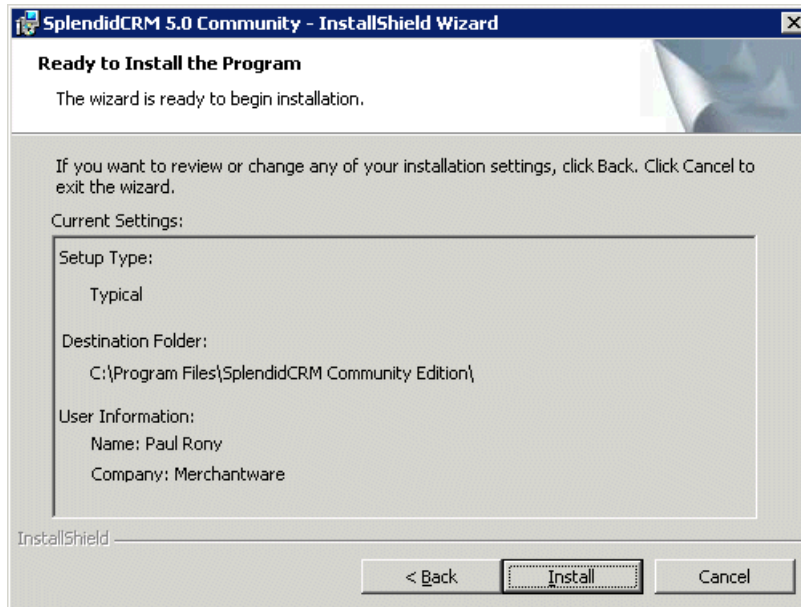 SplendidCRM 5.0 Community - InstallShield Wizard
Ready to Install the Program
The wizard is ready to begin installation.
If you want to review or change any of your installation settings, click Back. Click Cancel to
exit the wizard.
Current Settings:
Setup Type:
Typical
Destination Folder:
C:\Program Files\SplendidCRM Community Edition\
User Information:
Name: Paul Rony
Company: Merchantware
InstallShield
< Back
Install
Cancel